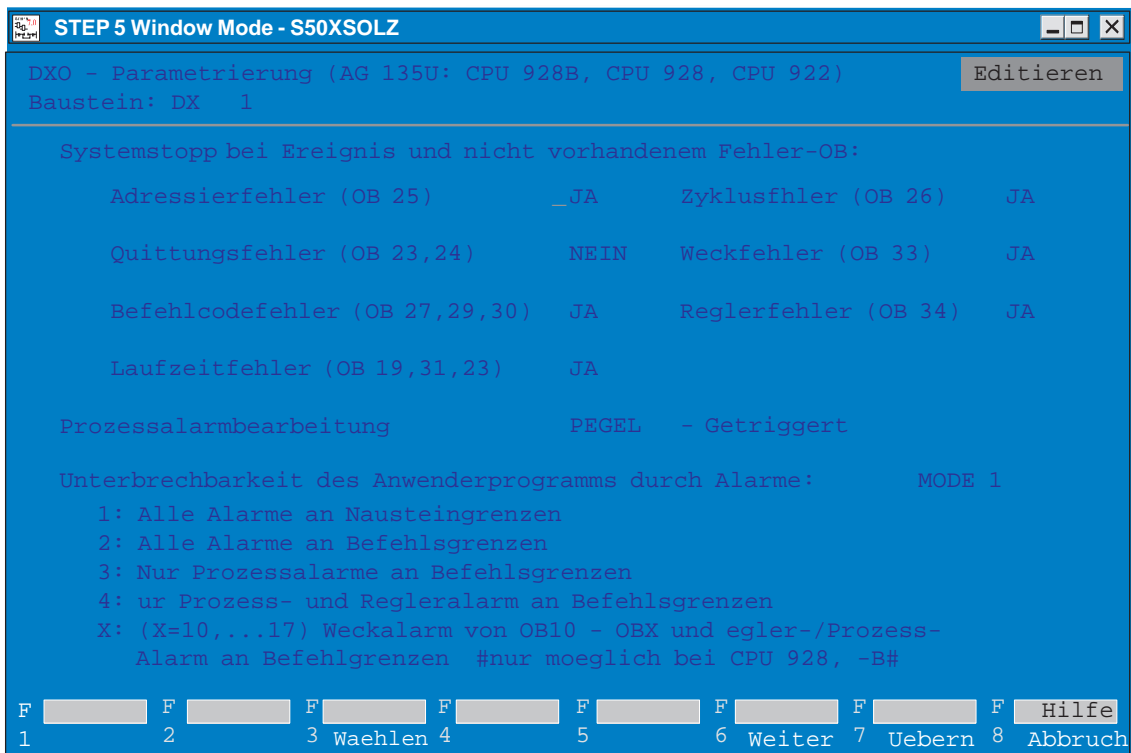 STEP 5 Window Mode - S50XSOLZ
DXO - Parametrierung (AG 135U: CPU 928B, CPU 928, CPU 922) Editieren
Baustein: DX 1
Systemstopp bei Ereignis und nicht vorhandenem Fehler-OB:
Adressierfehler (OB 25) _JA Zyklusfhler (OB 26) JA
Quittungsfehler (OB 23,24) NEIN Weckfehler (OB 33) JA
Befehlcodefehler (OB 27,29,30) JA Reglerfehler (OB 34) JA
Laufzeitfehler (OB 19,31,23) JA
Prozessalarmbearbeitung PEGEL - Getriggert
Unterbrechbarkeit des Anwenderprogramms durch Alarme: MODE 1
1: Alle Alarme an Nausteingrenzen
2: Alle Alarme an Befehlsgrenzen
3: Nur Prozessalarme an Befehlsgrenzen
4: ur Prozess- und Regleralarm an Befehlsgrenzen
X: (X=10,...17) Weckalarm von OB10 - OBX und egler-/Prozess-
Alarm an Befehlgrenzen #nur moeglich bei CPU 928, -B#
F F F F F F F F Hilfe
1 2 3 Waehlen 4 5 6 Weiter 7 Uebern 8 Abbruch